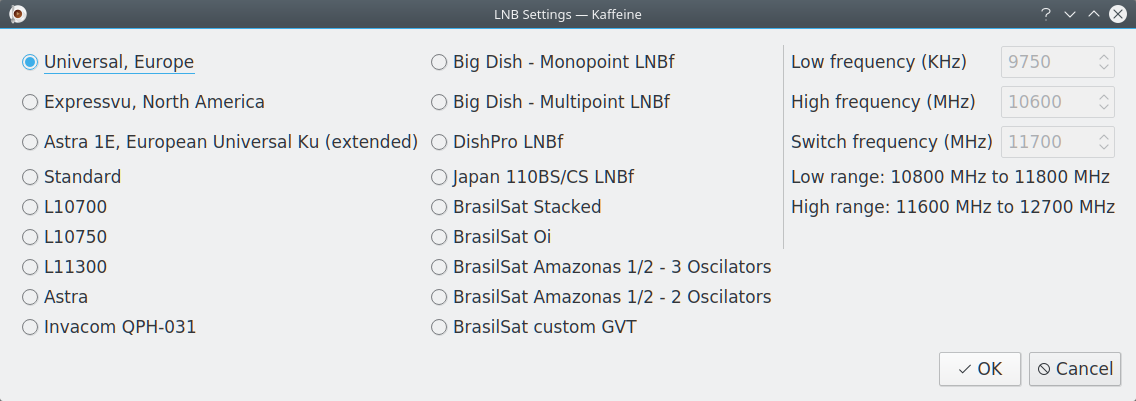 LNB Settings — Kaffeine
Universal, Europe
Expressvu, North America
Astra 1E, European Universal Ku (extended)
Standard
L10700
L10750
L11300
Astra
Invacom QPH-031
Big Dish - Monopoint LNBf
Big Dish - Multipoint LNBf
DishPro LNBf
Japan 110BS/CS LNBf
BrasilSat Stacked
BrasilSat Oi
BrasilSat Amazonas 1/2 - 3 Oscilators
BrasilSat Amazonas 1/2 - 2 Oscilators
BrasilSat custom GVT
Low frequency (KHz) 9750
High frequency (MHz) 10600
Switch frequency (MHz) 11700
Low range: 10800 MHz to 11800 MHz
High range: 11600 MHz to 12700 MHz
OK Cancel